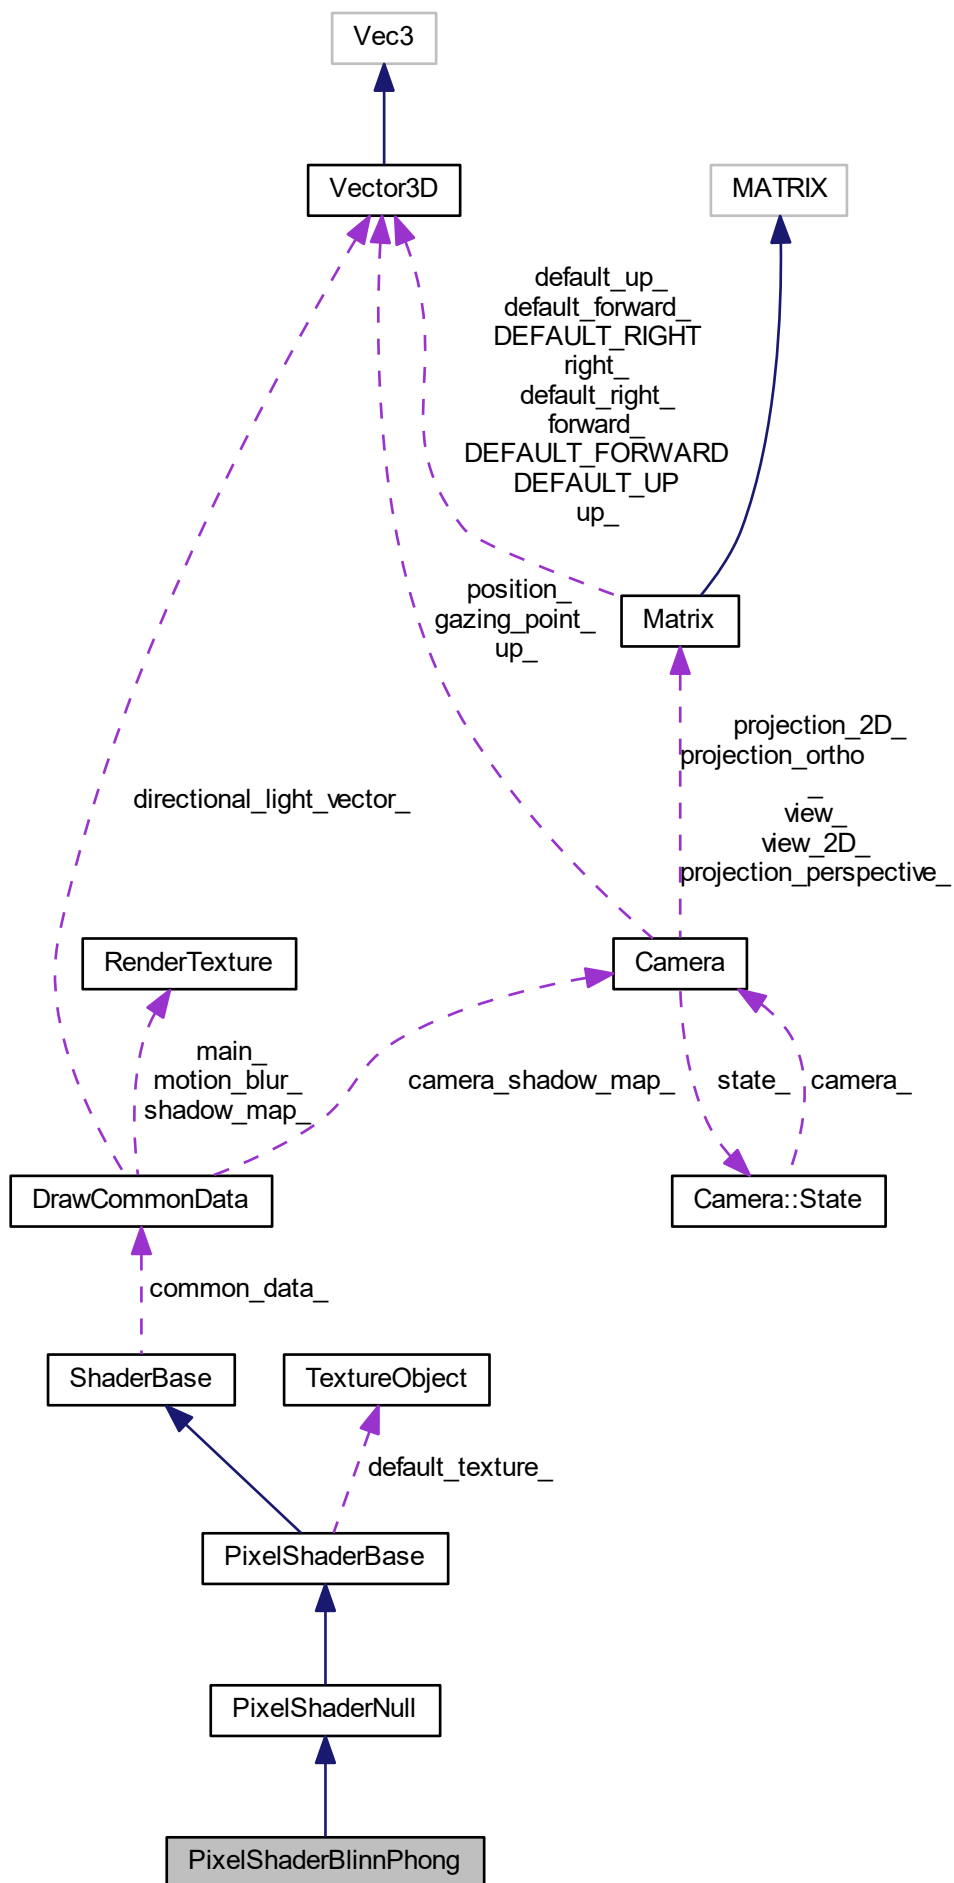 Vec3
Vector3D
MATRIX
default_up_
default_forward_
DEFAULT_RIGHT
right_
default_right_
forward_
DEFAULT_FORWARD
DEFAULT_UP
up_
position_
gazing_point_
up_
Matrix
projection_2D_
projection_ortho
_
view_
view_2D_
projection_perspective_
directional_light_vector_
RenderTexture
Camera
main_
motion_blur_
shadow_map_
camera_shadow_map_
state_
camera_
DrawCommonData
Camera::State
common_data_
ShaderBase
TextureObject
default_texture_
PixelShaderBase
PixelShaderNull
PixelShaderBlinnPhong